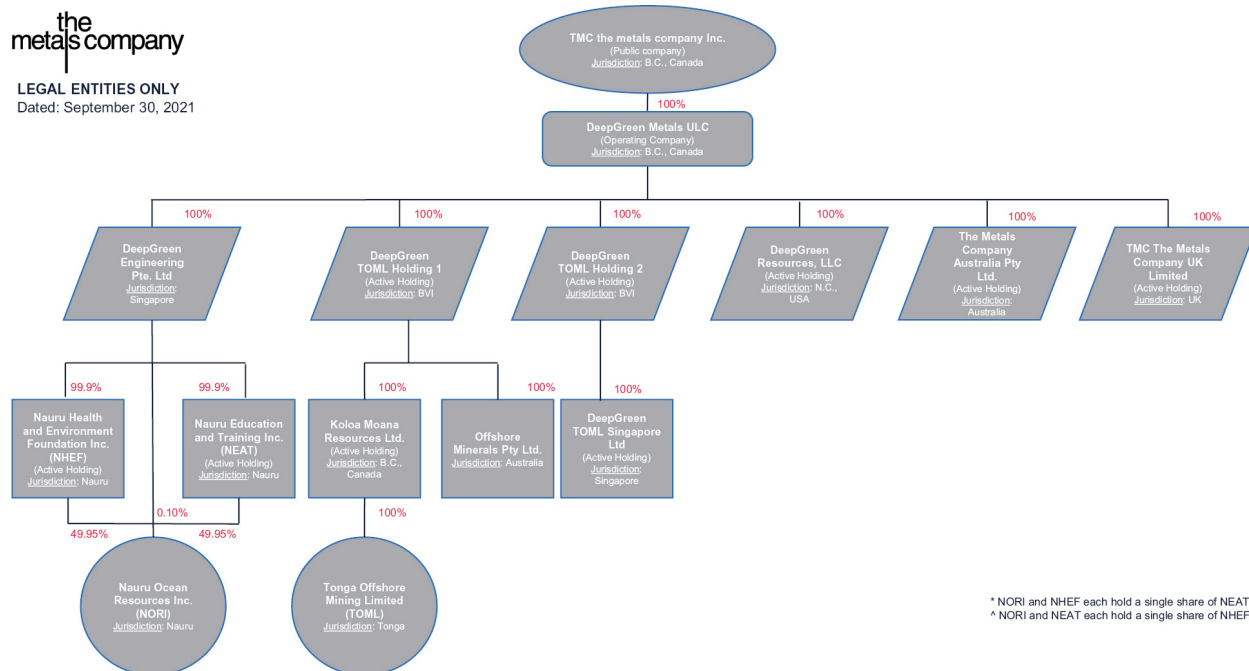 the
metals company
LEGAL ENTITIES ONLY
Dated: September 30, 2021
TMC the metals company Inc.
(Public company)
Jurisdiction: B.C., Canada
100%
DeepGreen Metals ULC
(Operating Company)
Jurisdiction: B.C., Canada
100%
100%
100%
100%
100%
100%
DeepGreen
Engineering
Pte. Ltd
Jurisdiction:
Singapore
DeepGreen
TOML Holding 1
(Active Holding)
Jurisdiction: BVI
DeepGreen
TOML Holding 2
(Active Holding)
Jurisdiction: BVI
DeepGreen
Resources, LLC
(Active Holding)
Jurisdiction: N.C.,
USA
The Metals
Company
Australia Pty
Ltd.
(Active Holding)
Jurisdiction:
Australia
TMC The Metals
Company UK
Limited
(Active Holding)
Jurisdiction: UK
99.9%
99.9%
100%
100%
100%
Nauru Health
and Environment
Foundation Inc.
(NHEF)
(Active Holding)
Jurisdiction: Nauru
Nauru Education
and Training Inc.
(NEAT)
(Active Holding)
Jurisdiction: Nauru
Koloa Moana
Resources Ltd.
(Active Holding)
Jurisdiction: B.C.,
Canada
Offshore
Minerals Pty Ltd.
Jurisdiction: Australia
DeepGreen
TOML Singapore
Ltd
(Active Holding)
Jurisdiction:
Singapore
49.95%
0.10%
49.95%
100%
Nauru Ocean
Resources Inc.
(NORI)
Jurisdiction: Nauru
Tonga Offshore
Mining Limited
(TOML)
Jurisdiction: Tonga
* NORI and NHEF each hold a single share of NEAT
^ NORI and NEAT each hold a single share of NHEF